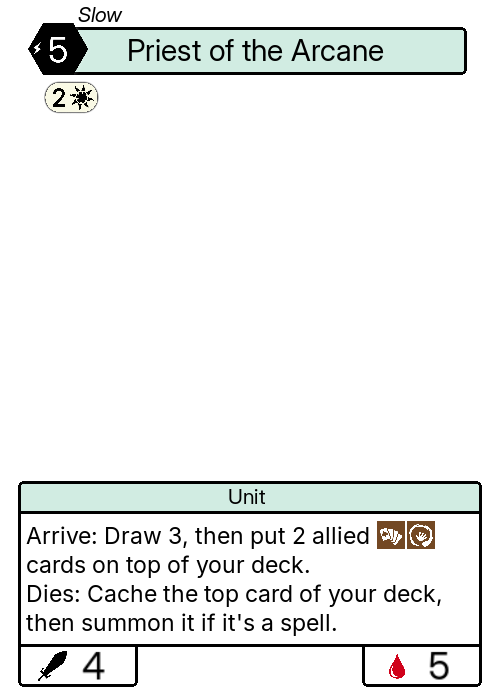 Slow
5
Priest of the Arcane
2
Unit
Arrive: Draw 3, then put 2 allied
cards on top of your deck.
Dies: Cache the top card of your deck,
then summon it if it's a spell.
4
5